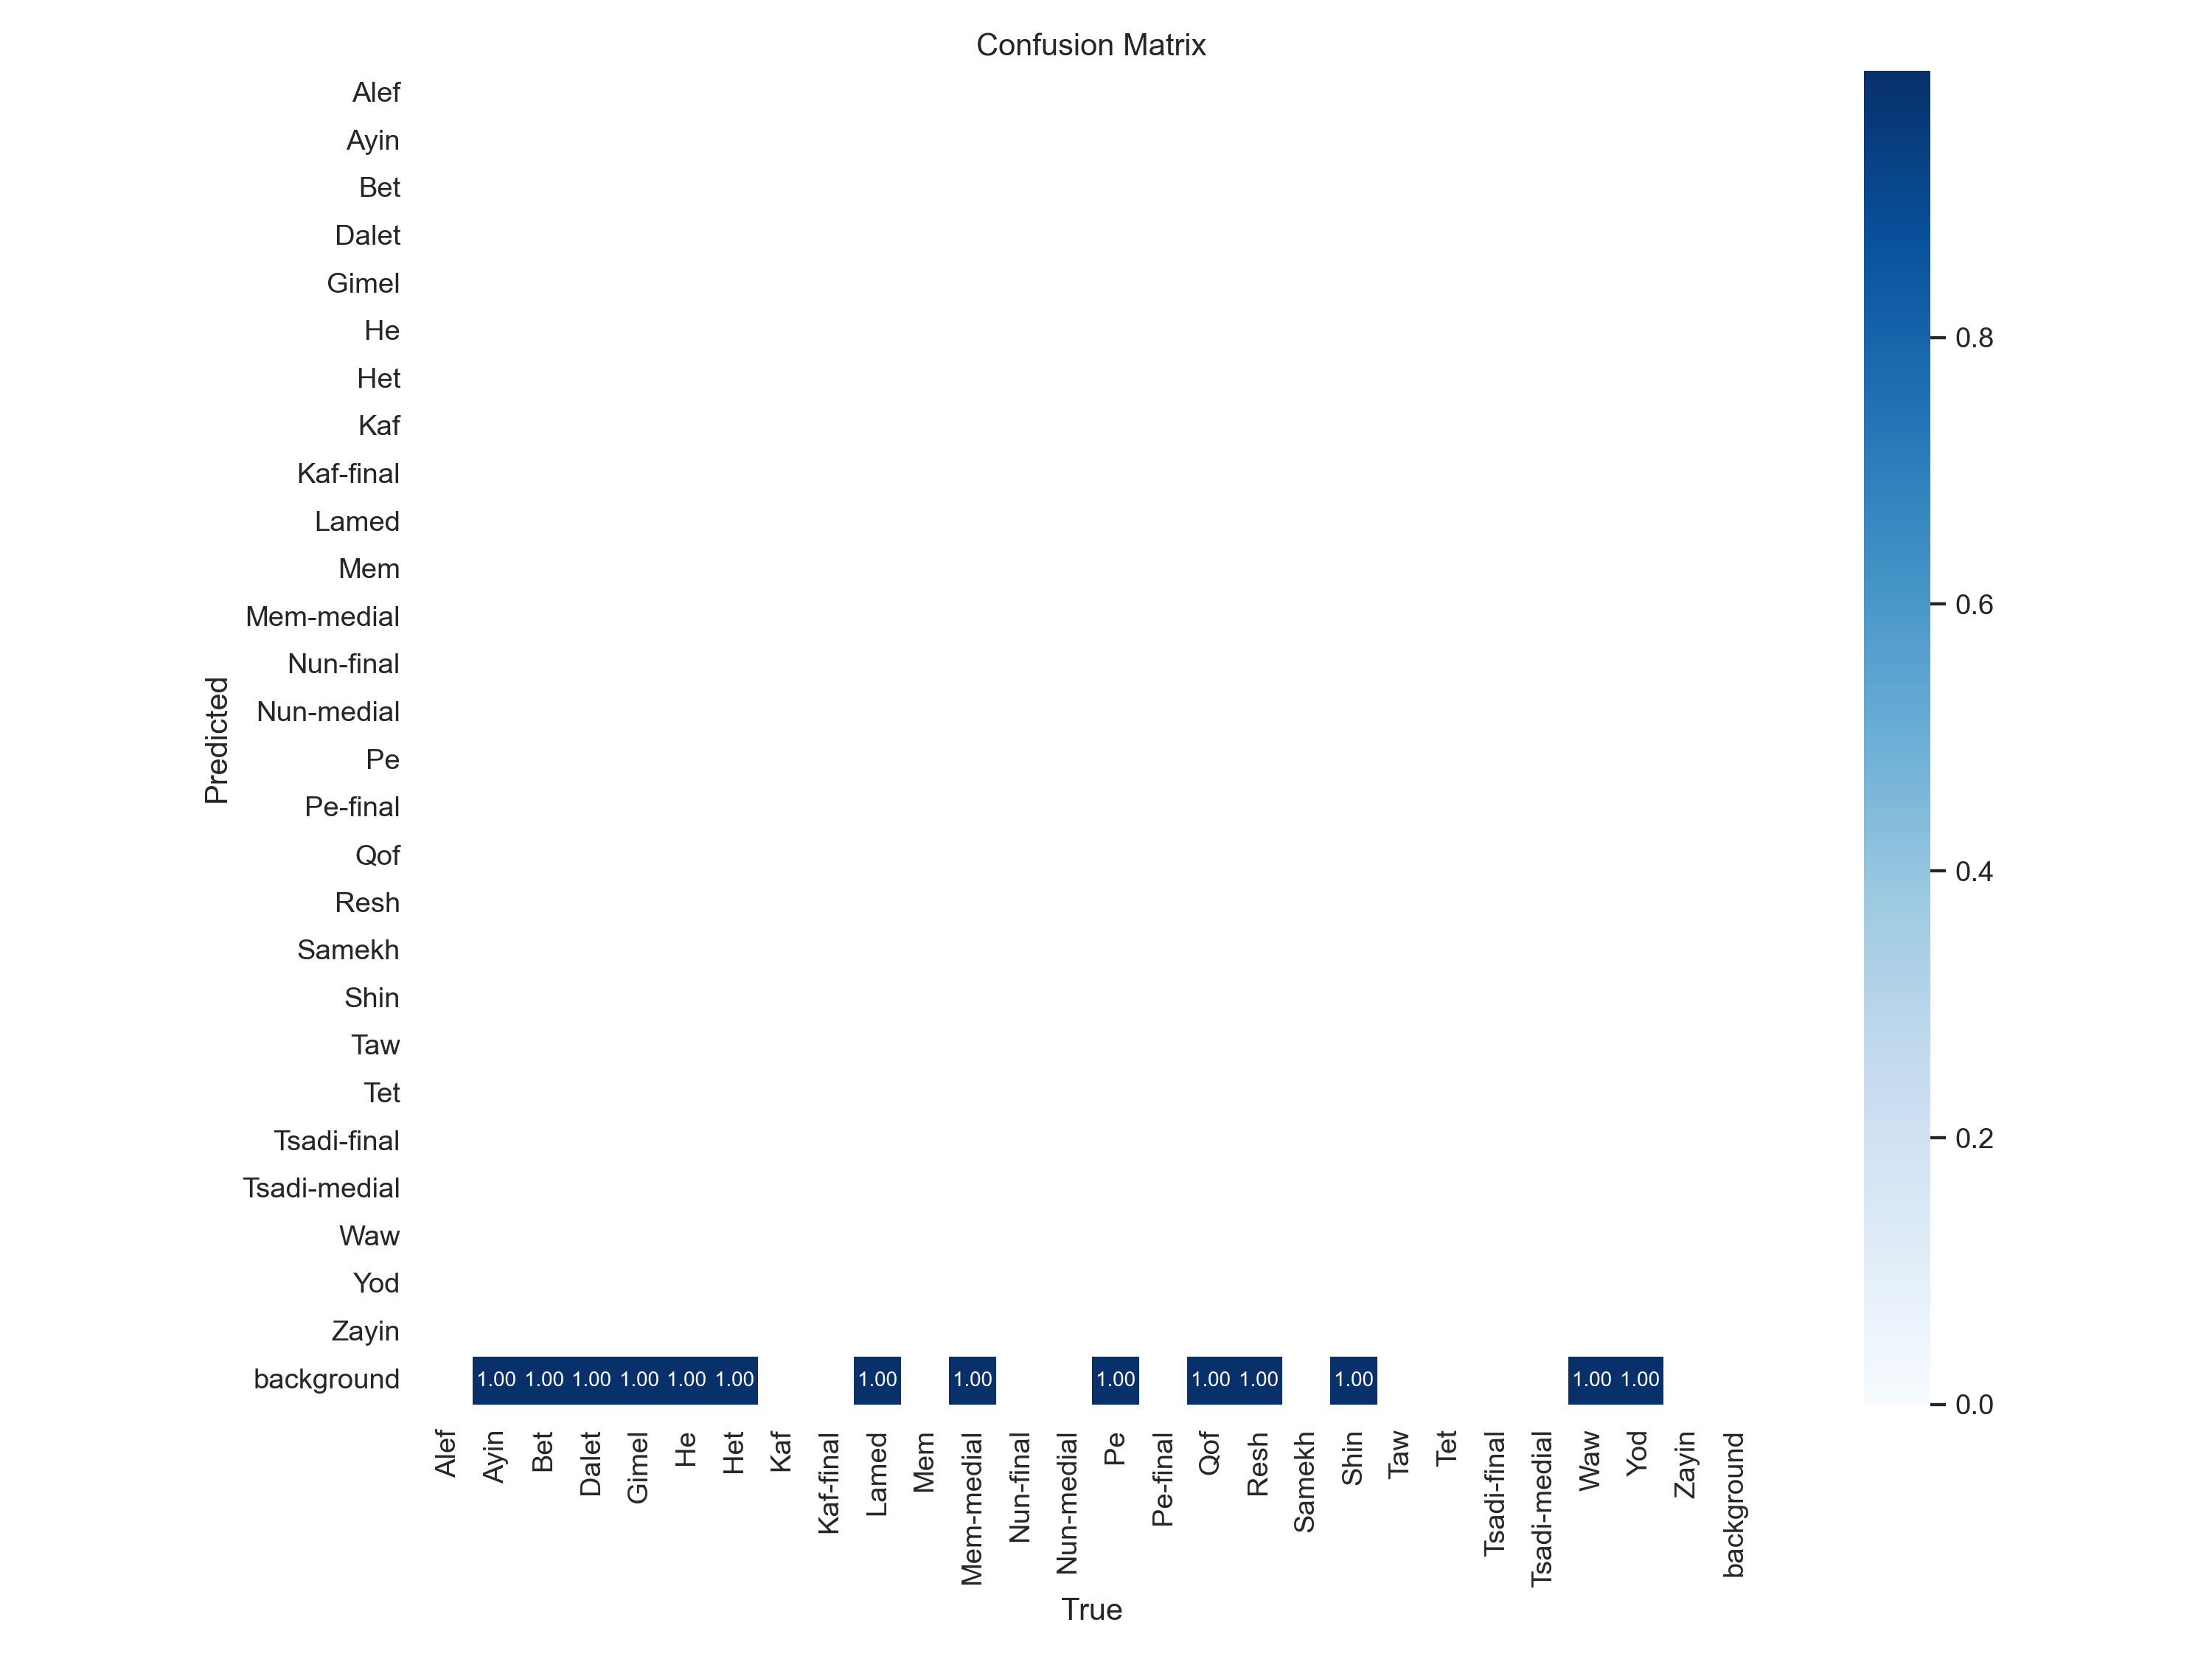 Confusion Matrix
Predicted
Alef
Ayin
Bet
Dalet
Gimel
He
Het
Kaf
Kaf-final
Lamed
Mem
Mem-medial
Nun-final
Nun-medial
Pe
Pe-final
Qof
Resh
Samekh
Shin
Taw
Tet
Tsadi-final
Tsadi-medial
Waw
Yod
Zayin
background
1.00 1.00 1.00 1.00 1.00 1.00 1.00 1.00 1.00 1.00 1.00 1.00 1.00 1.00
Alef Ayin Bet Dalet Gimel He Het Kaf Kaf-final Lamed Mem Mem-medial Nun-final Nun-medial Pe Pe-final Qof Resh Samekh Shin Taw Tet Tsadi-final Tsadi-medial Waw Yod Zayin background
True
0.8
0.6
0.4
0.2
0.0